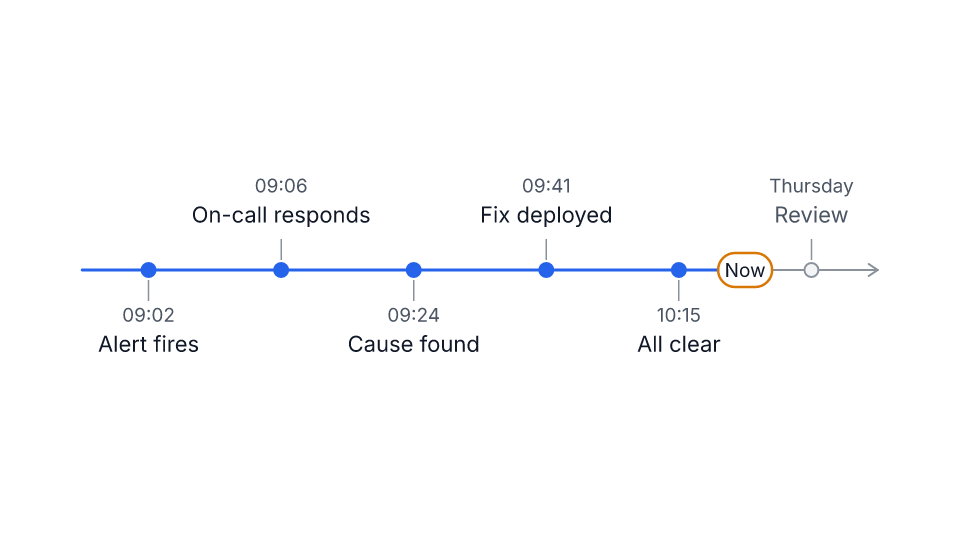 09:02
Alert fires
09:06
On-call responds
09:24
Cause found
09:41
Fix deployed
10:15
All clear
Now
Thursday
Review